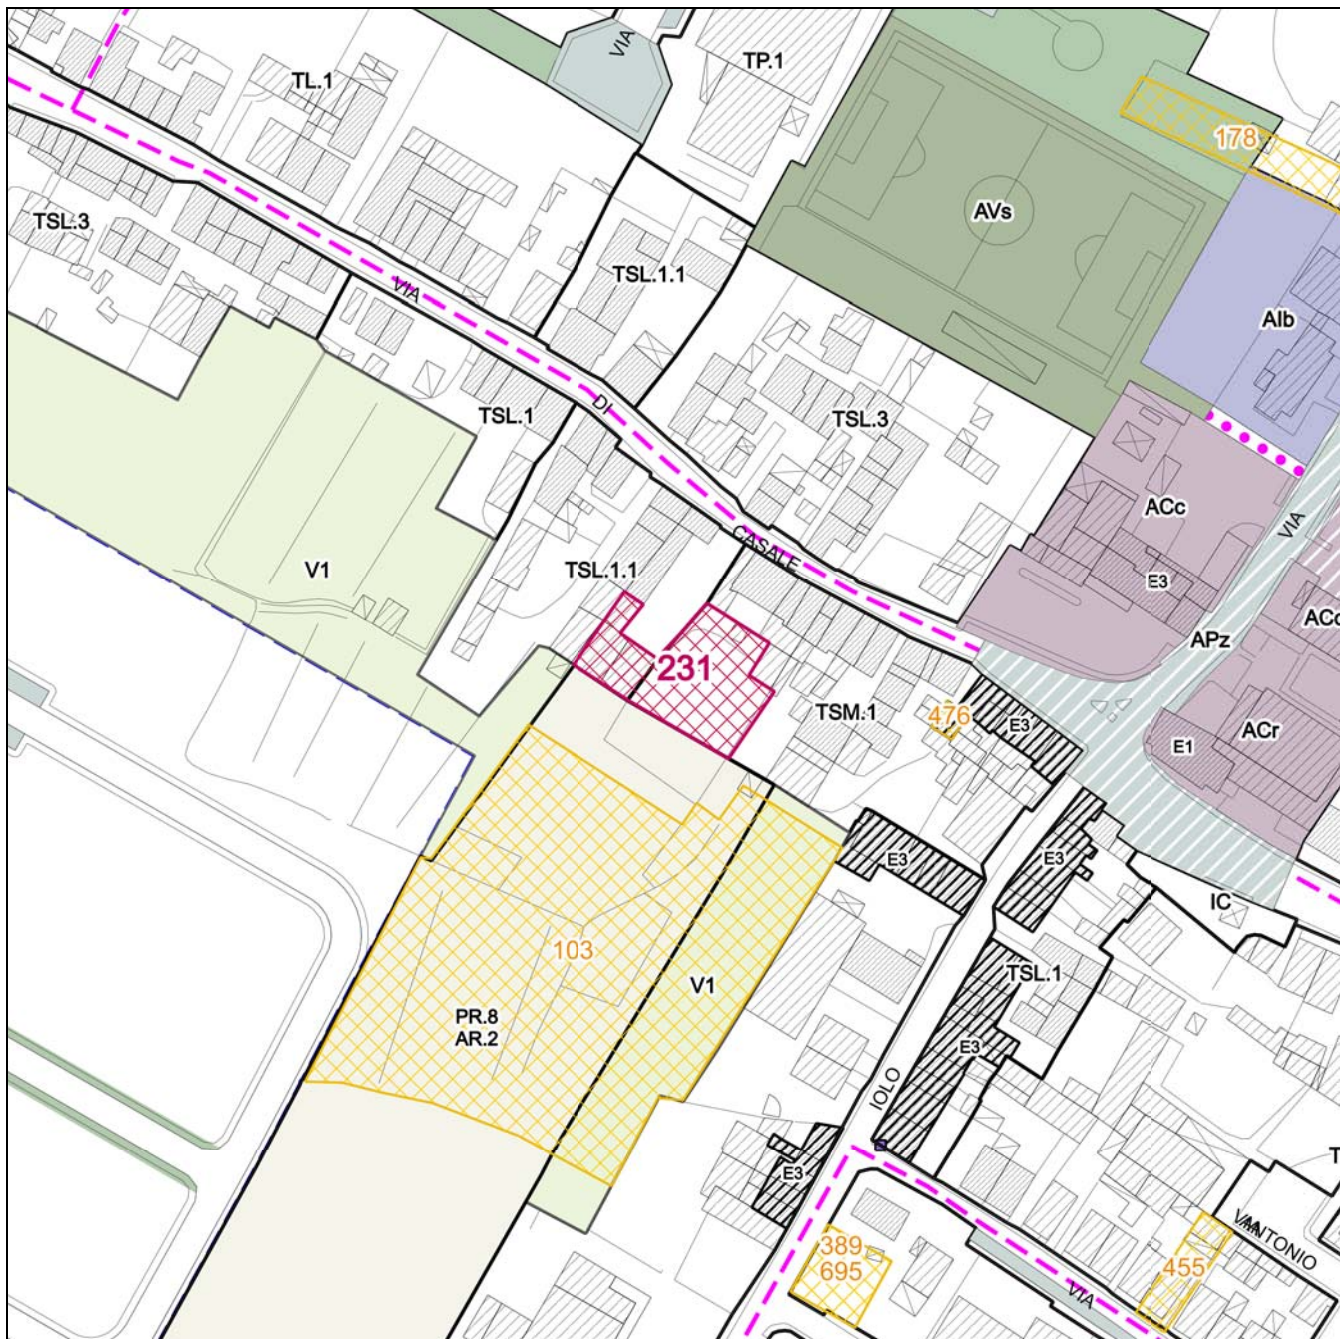 VIA
TL.1
TP.1
178
TSL.3
AVs
TSL.1.1
VIA
AIb
DI
TSL.1
TSL.3
ACc
VIA
CASALE
V1
TSL.1.1
E3
APz
231
TSM.1
476
E3
ACr
E1
E3
E3
IC
103
V1
TSL.1
PR.8
AR.2
E3
IOLO
E3
389
695
VIA
455
VIA
ANTONIO